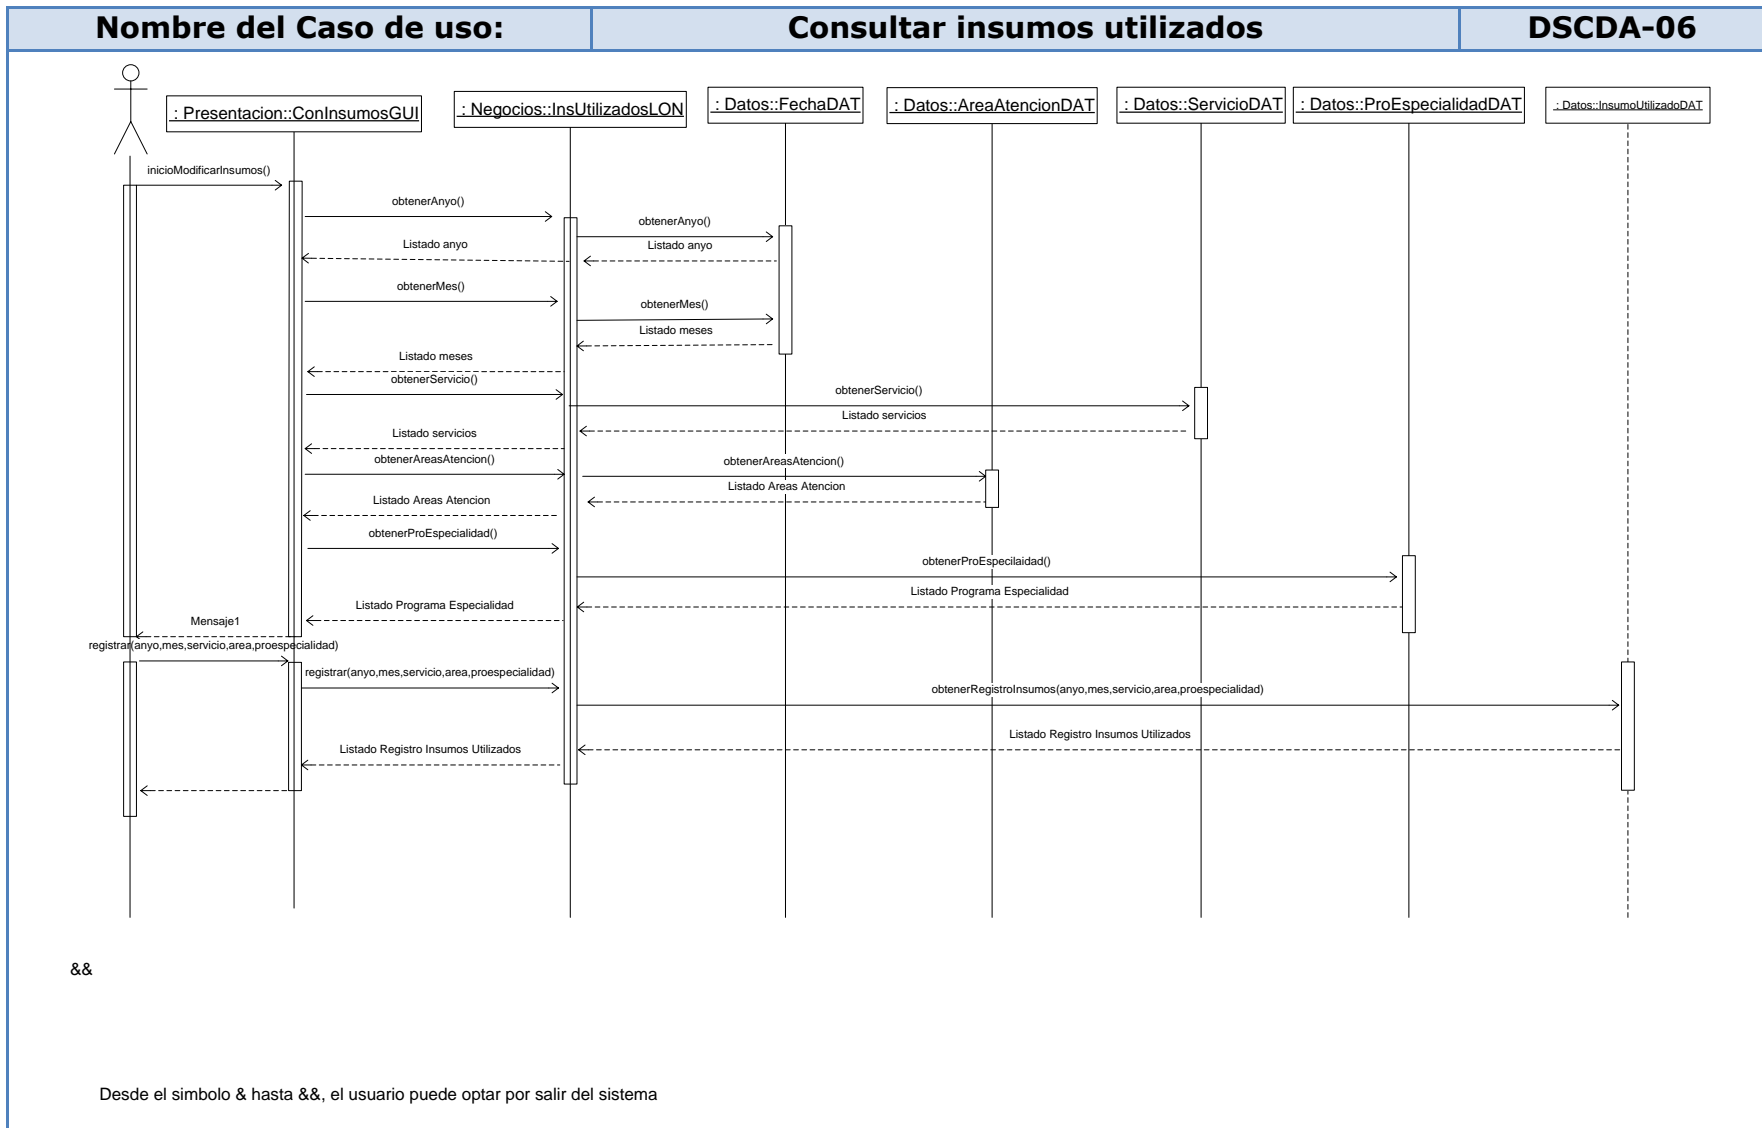 Nombre del Caso de uso: Consultar insumos utilizados DSCDA-06
: Presentacion::ConInsumosGUI
: Negocios::InsUtilizadosLON
: Datos::FechaDAT
: Datos::AreaAtencionDAT
: Datos::ServicioDAT
: Datos::ProEspecialidadDAT
: Datos::InsumoUtilizadoDAT
inicioModificarInsumos()
obtenerAnyo()
obtenerAnyo()
Listado anyo
Listado anyo
obtenerMes()
obtenerMes()
Listado meses
Listado meses
obtenerServicio()
obtenerServicio()
Listado servicios
Listado servicios
obtenerAreasAtencion()
obtenerAreasAtencion()
Listado Areas Atencion
Listado Areas Atencion
obtenerProEspecialidad()
obtenerProEspecilaidad()
Listado Programa Especialidad
Listado Programa Especialidad
Mensaje1
registrar(anyo,mes,servicio,area,proespecialidad)
registrar(anyo,mes,servicio,area,proespecialidad)
obtenerRegistroInsumos(anyo,mes,servicio,area,proespecialidad)
Listado Registro Insumos Utilizados
Listado Registro Insumos Utilizados
&&
Desde el simbolo & hasta &&, el usuario puede optar por salir del sistema